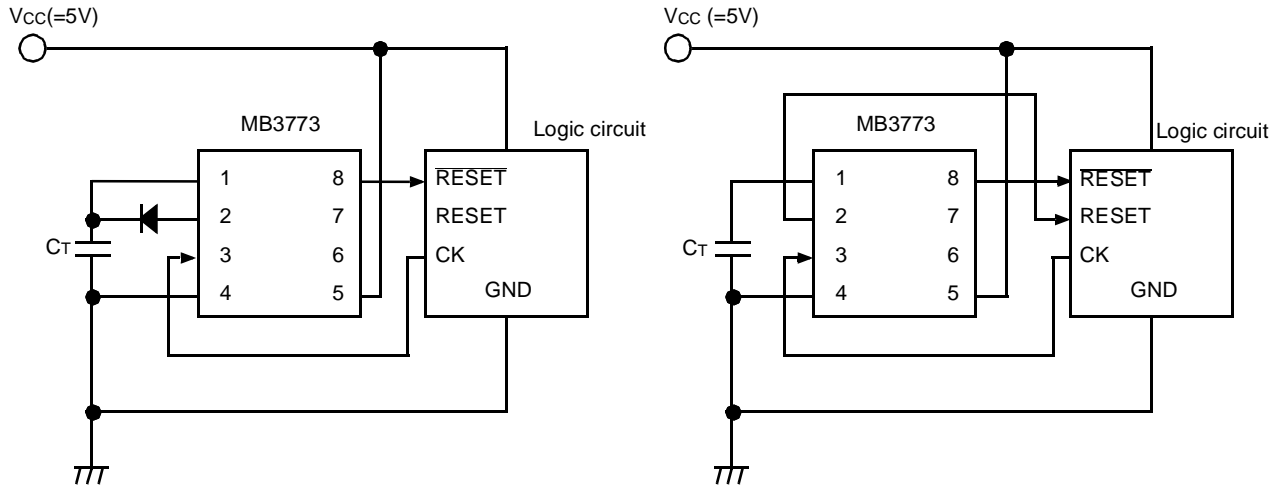 VCC(=5V)
MB3773
Logic circuit
1 8 RESET
2 7 RESET
CT 3 6 CK
4 5 GND
VCC (=5V)
MB3773
Logic circuit
1 8 RESET
2 7 RESET
CT 3 6 CK
4 5 GND